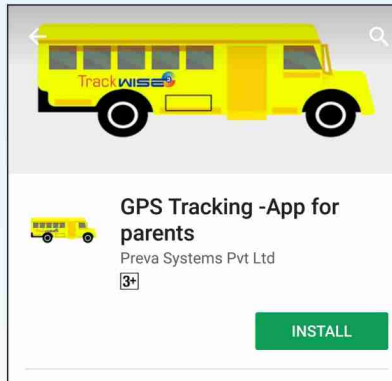 TrackWISE
GPS Tracking -App for
parents
Preva Systems Pvt Ltd
3+
INSTALL